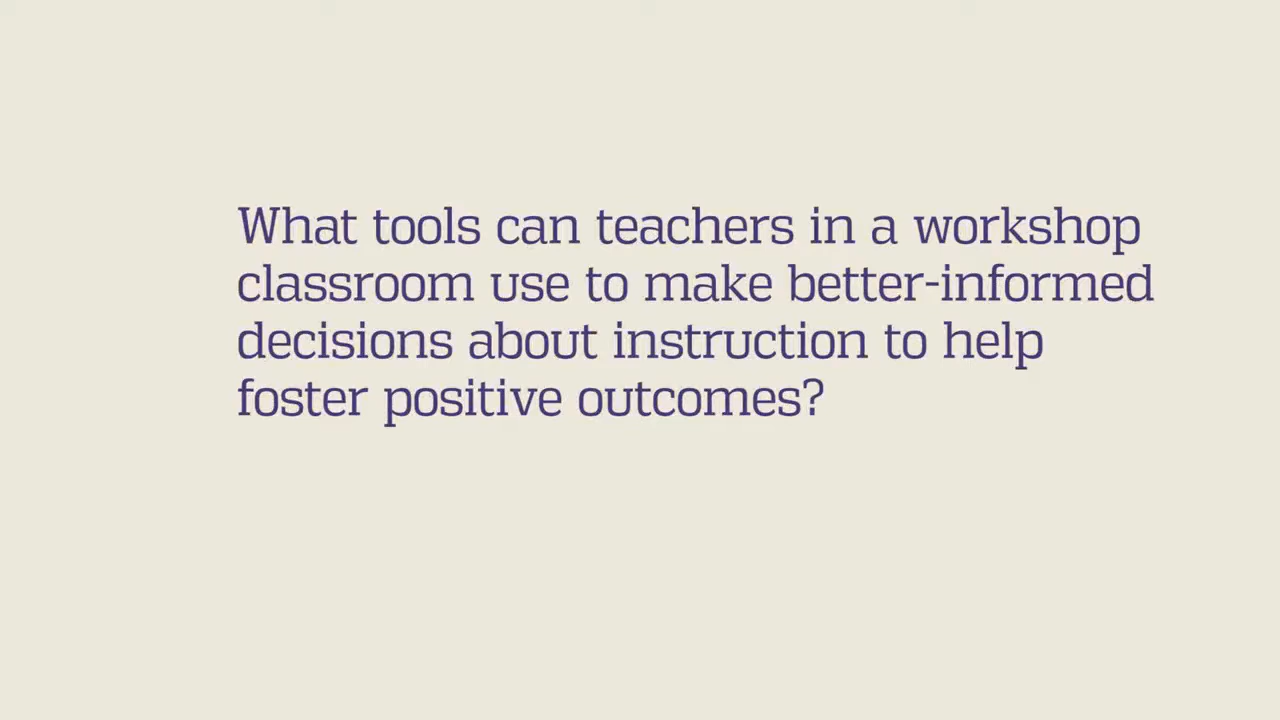 What tools can teachers in a workshop
classroom use to make better-informed
decisions about instruction to help
foster positive outcomes?